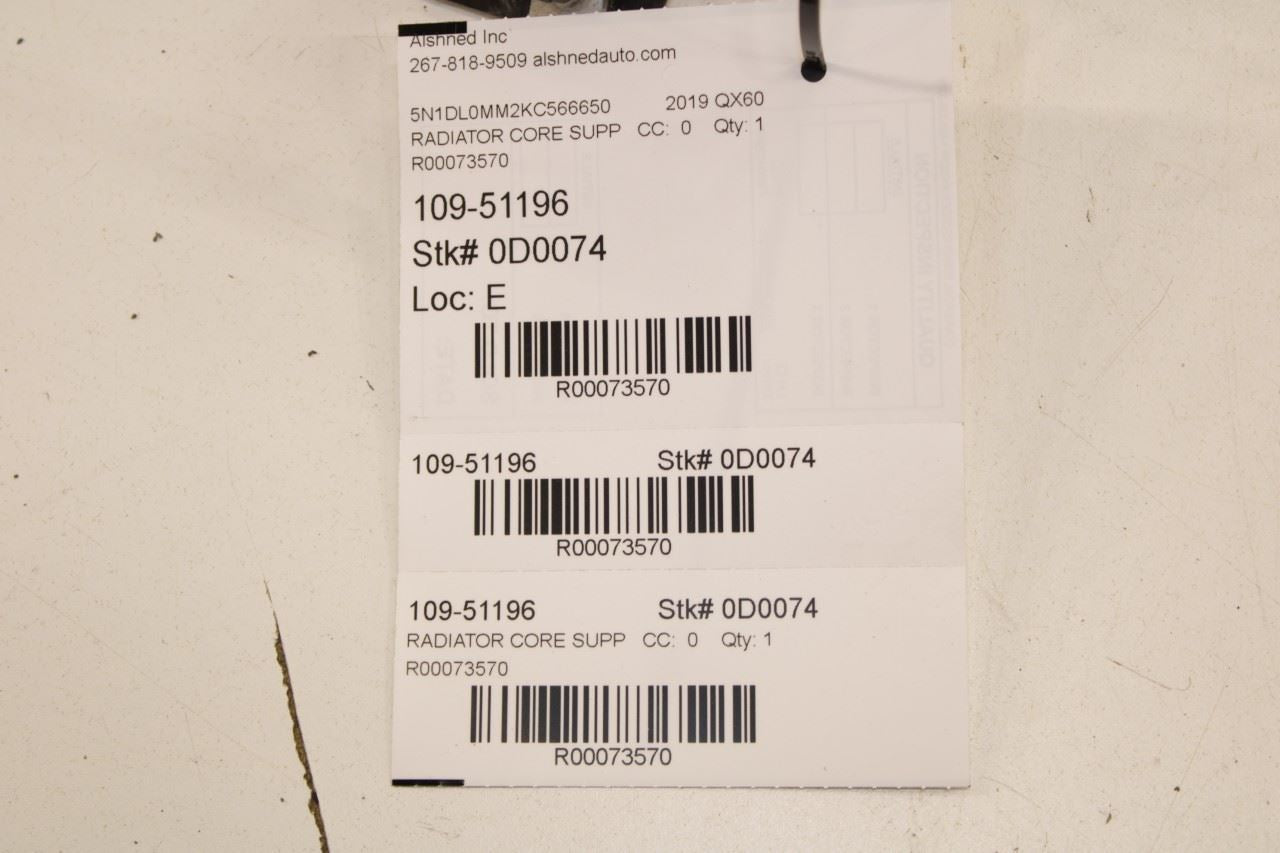 Alshned Inc
267-818-9509 alshnedauto.com
5N1DL0MM2KC566650 2019 QX60
RADIATOR CORE SUPP CC: 0 Qty: 1
R00073570
109-51196
Stk# 0D0074
Loc: E
R00073570
109-51196 Stk# 0D0074
R00073570
109-51196 Stk# 0D0074
RADIATOR CORE SUPP CC: 0 Qty: 1
R00073570
R00073570